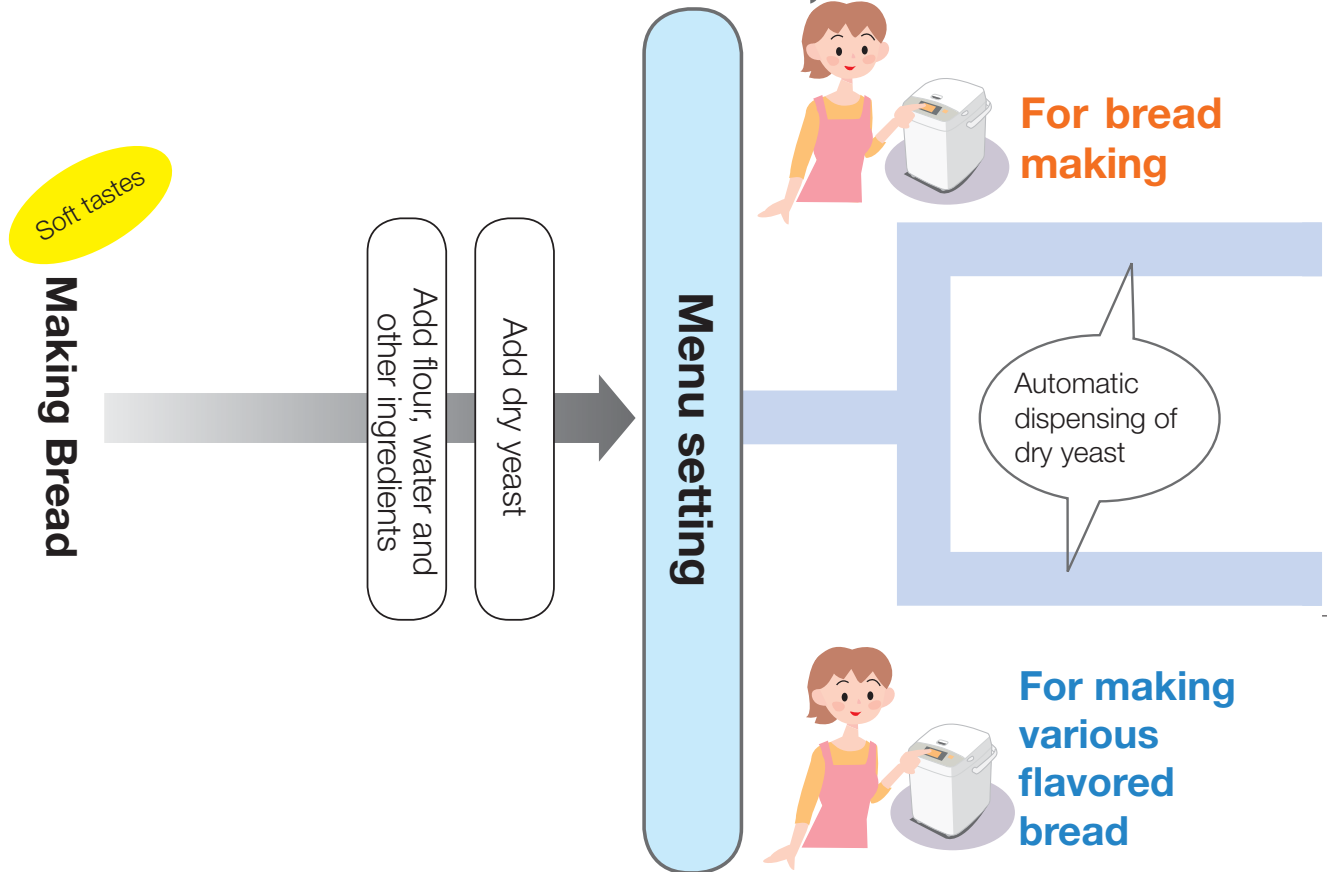 Soft tastes
Making Bread
Add flour, water and
other ingredients
Add dry yeast
Menu setting
For bread
making
Automatic
dispensing of
dry yeast
For making
various
flavored
bread